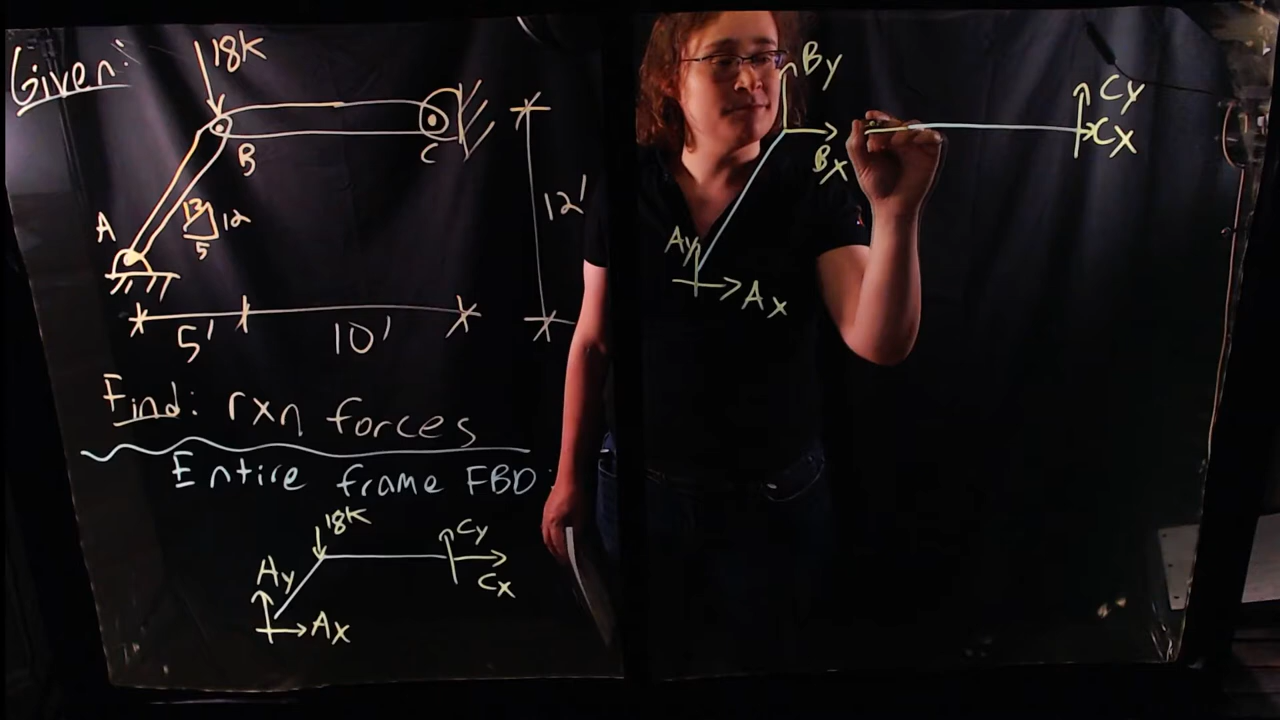 Given:
18K
B
C
A
13
12
5
12'
5'
10'
Find: rxn forces
Entire frame FBD:
18K
Cy
Cx
Ay
Ax
By
Bx
Ay
Ax
Cy
Cx